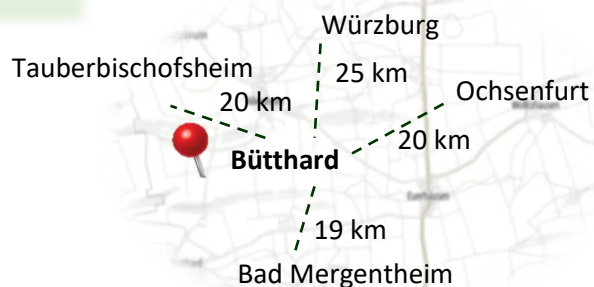 Würzburg
Tauberbischofsheim
25 km
20 km
Ochsenfurt
20 km
Bütthard
19 km
Bad Mergentheim